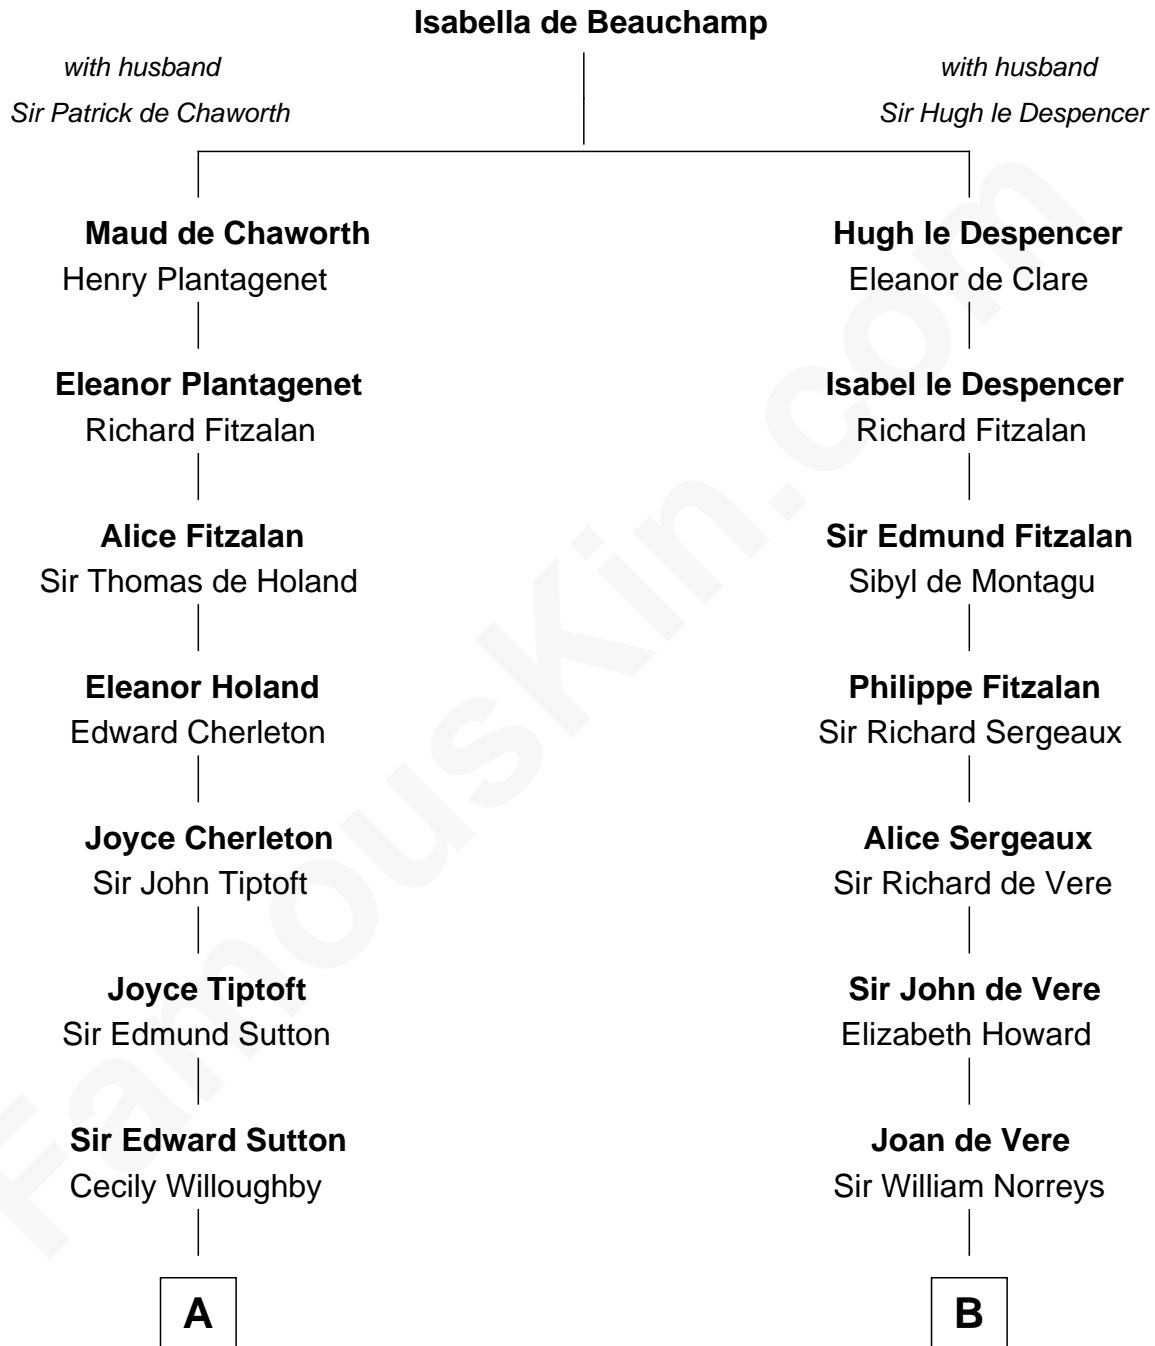 Isabella de Beauchamp
with husband
Sir Patrick de Chaworth
with husband
Sir Hugh le Despencer
Maud de Chaworth
Henry Plantagenet
Hugh le Despencer
Eleanor de Clare
Eleanor Plantagenet
Richard Fitzalan
Isabel le Despencer
Richard Fitzalan
Alice Fitzalan
Sir Thomas de Holand
Sir Edmund Fitzalan
Sibyl de Montagu
Eleanor Holand
Edward Cherleton
Philippe Fitzalan
Sir Richard Sergeaux
Joyce Cherleton
Sir John Tiptoft
Alice Sergeaux
Sir Richard de Vere
Joyce Tiptoft
Sir Edmund Sutton
Sir John de Vere
Elizabeth Howard
Sir Edward Sutton
Cecily Willoughby
Joan de Vere
Sir William Norreys
A
B
FamousKin.com